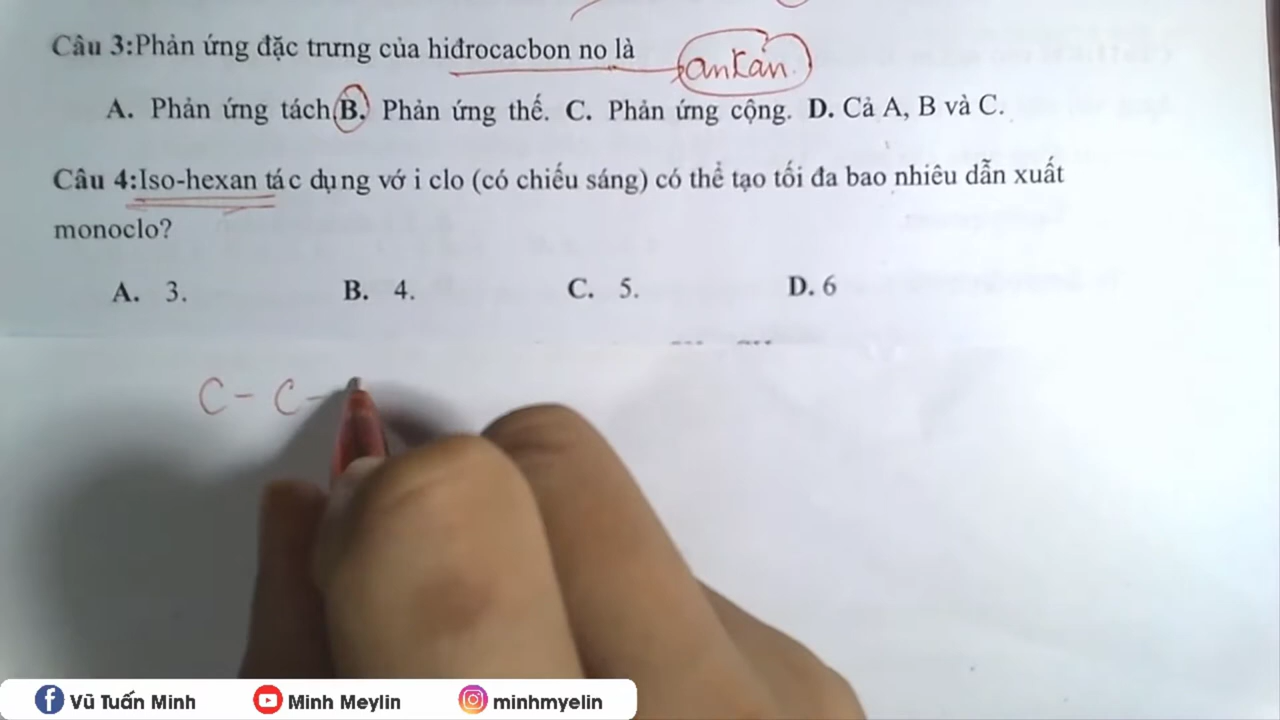 Câu 3:Phản ứng đặc trưng của hiđrocacbon no là ankan.
A. Phản ứng tách B. Phản ứng thế. C. Phản ứng cộng. D. Cả A, B và C.
Câu 4:Iso-hexan tác dụng vớ i clo (có chiếu sáng) có thể tạo tối đa bao nhiêu dẫn xuất
monoclo?
A. 3. B. 4. C. 5. D. 6
C - C -
Vũ Tuấn Minh Minh Meylin minhmyelin